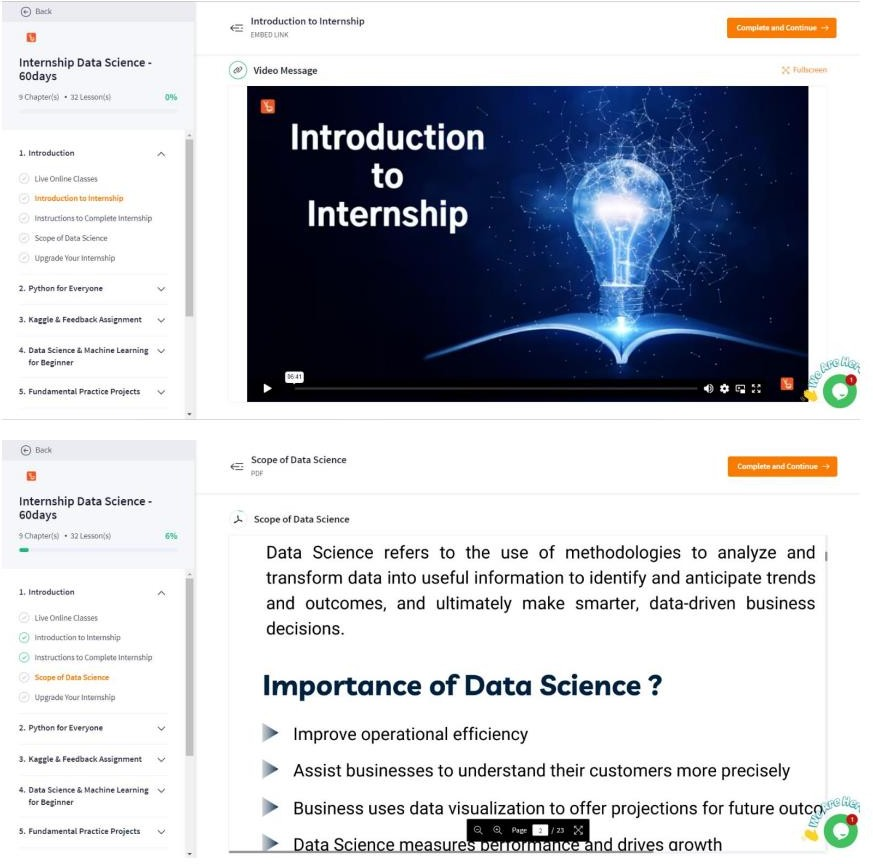 Back
Internship Data Science -
60days
9 Chapter(s) • 32 Lesson(s) 0%
1. Introduction
Live Online Classes
Introduction to Internship
Instructions to Complete Internship
Scope of Data Science
Upgrade Your Internship
2. Python for Everyone
3. Kaggle & Feedback Assignment
4. Data Science & Machine Learning
for Beginner
5. Fundamental Practice Projects
Introduction to Internship
EMBED LINK
Complete and Continue →
Video Message
Fullscreen
Introduction
to
Internship
06:41
We Are Her
1
Back
Internship Data Science -
60days
9 Chapter(s) • 32 Lesson(s) 6%
1. Introduction
Live Online Classes
Introduction to Internship
Instructions to Complete Internship
Scope of Data Science
Upgrade Your Internship
2. Python for Everyone
3. Kaggle & Feedback Assignment
4. Data Science & Machine Learning
for Beginner
5. Fundamental Practice Projects
Scope of Data Science
PDF
Complete and Continue →
Scope of Data Science
Data Science refers to the use of methodologies to analyze and
transform data into useful information to identify and anticipate trends
and outcomes, and ultimately make smarter, data-driven business
decisions.
Importance of Data Science ?
Improve operational efficiency
Assist businesses to understand their customers more precisely
Business uses data visualization to offer projections for future outco
Data Science measures performance and drives growth
Page 2 / 23
Are Her
1